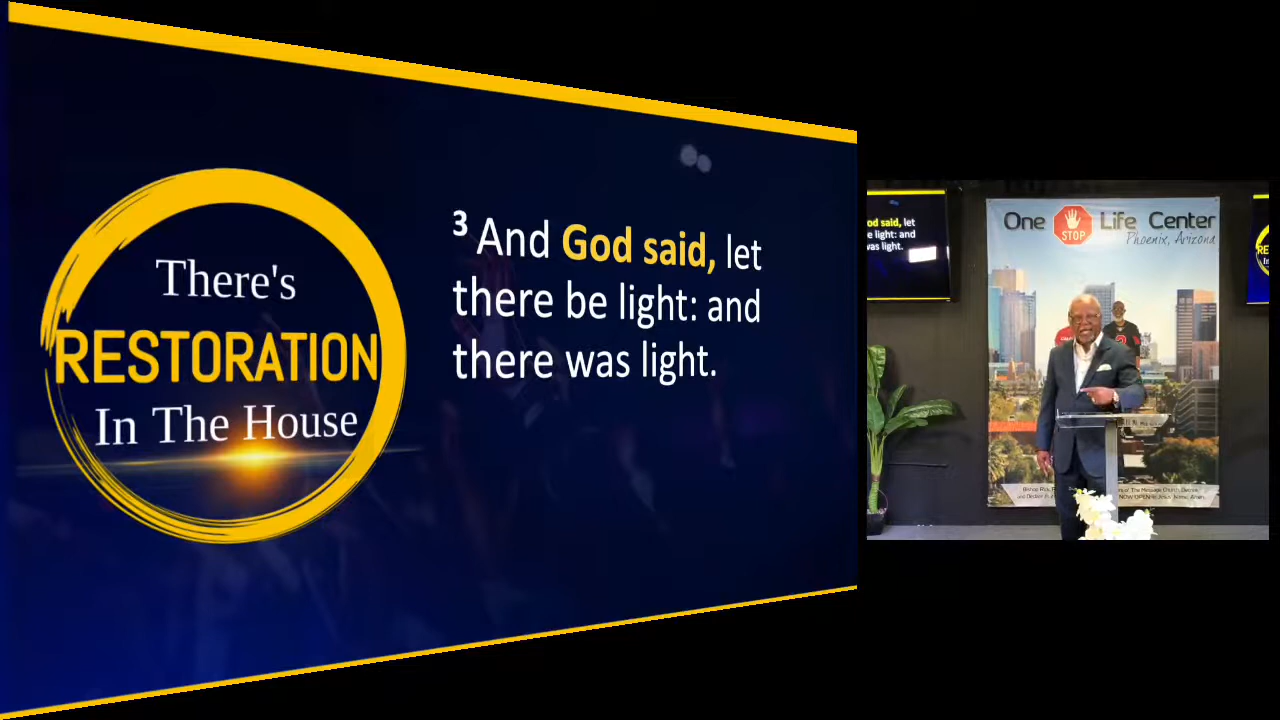 There's
RESTORATION
In The House
3 And God said, let
there be light: and
there was light.
od said, let
e light: and
was light.
One STOP Life Center
Phoenix, Arizona